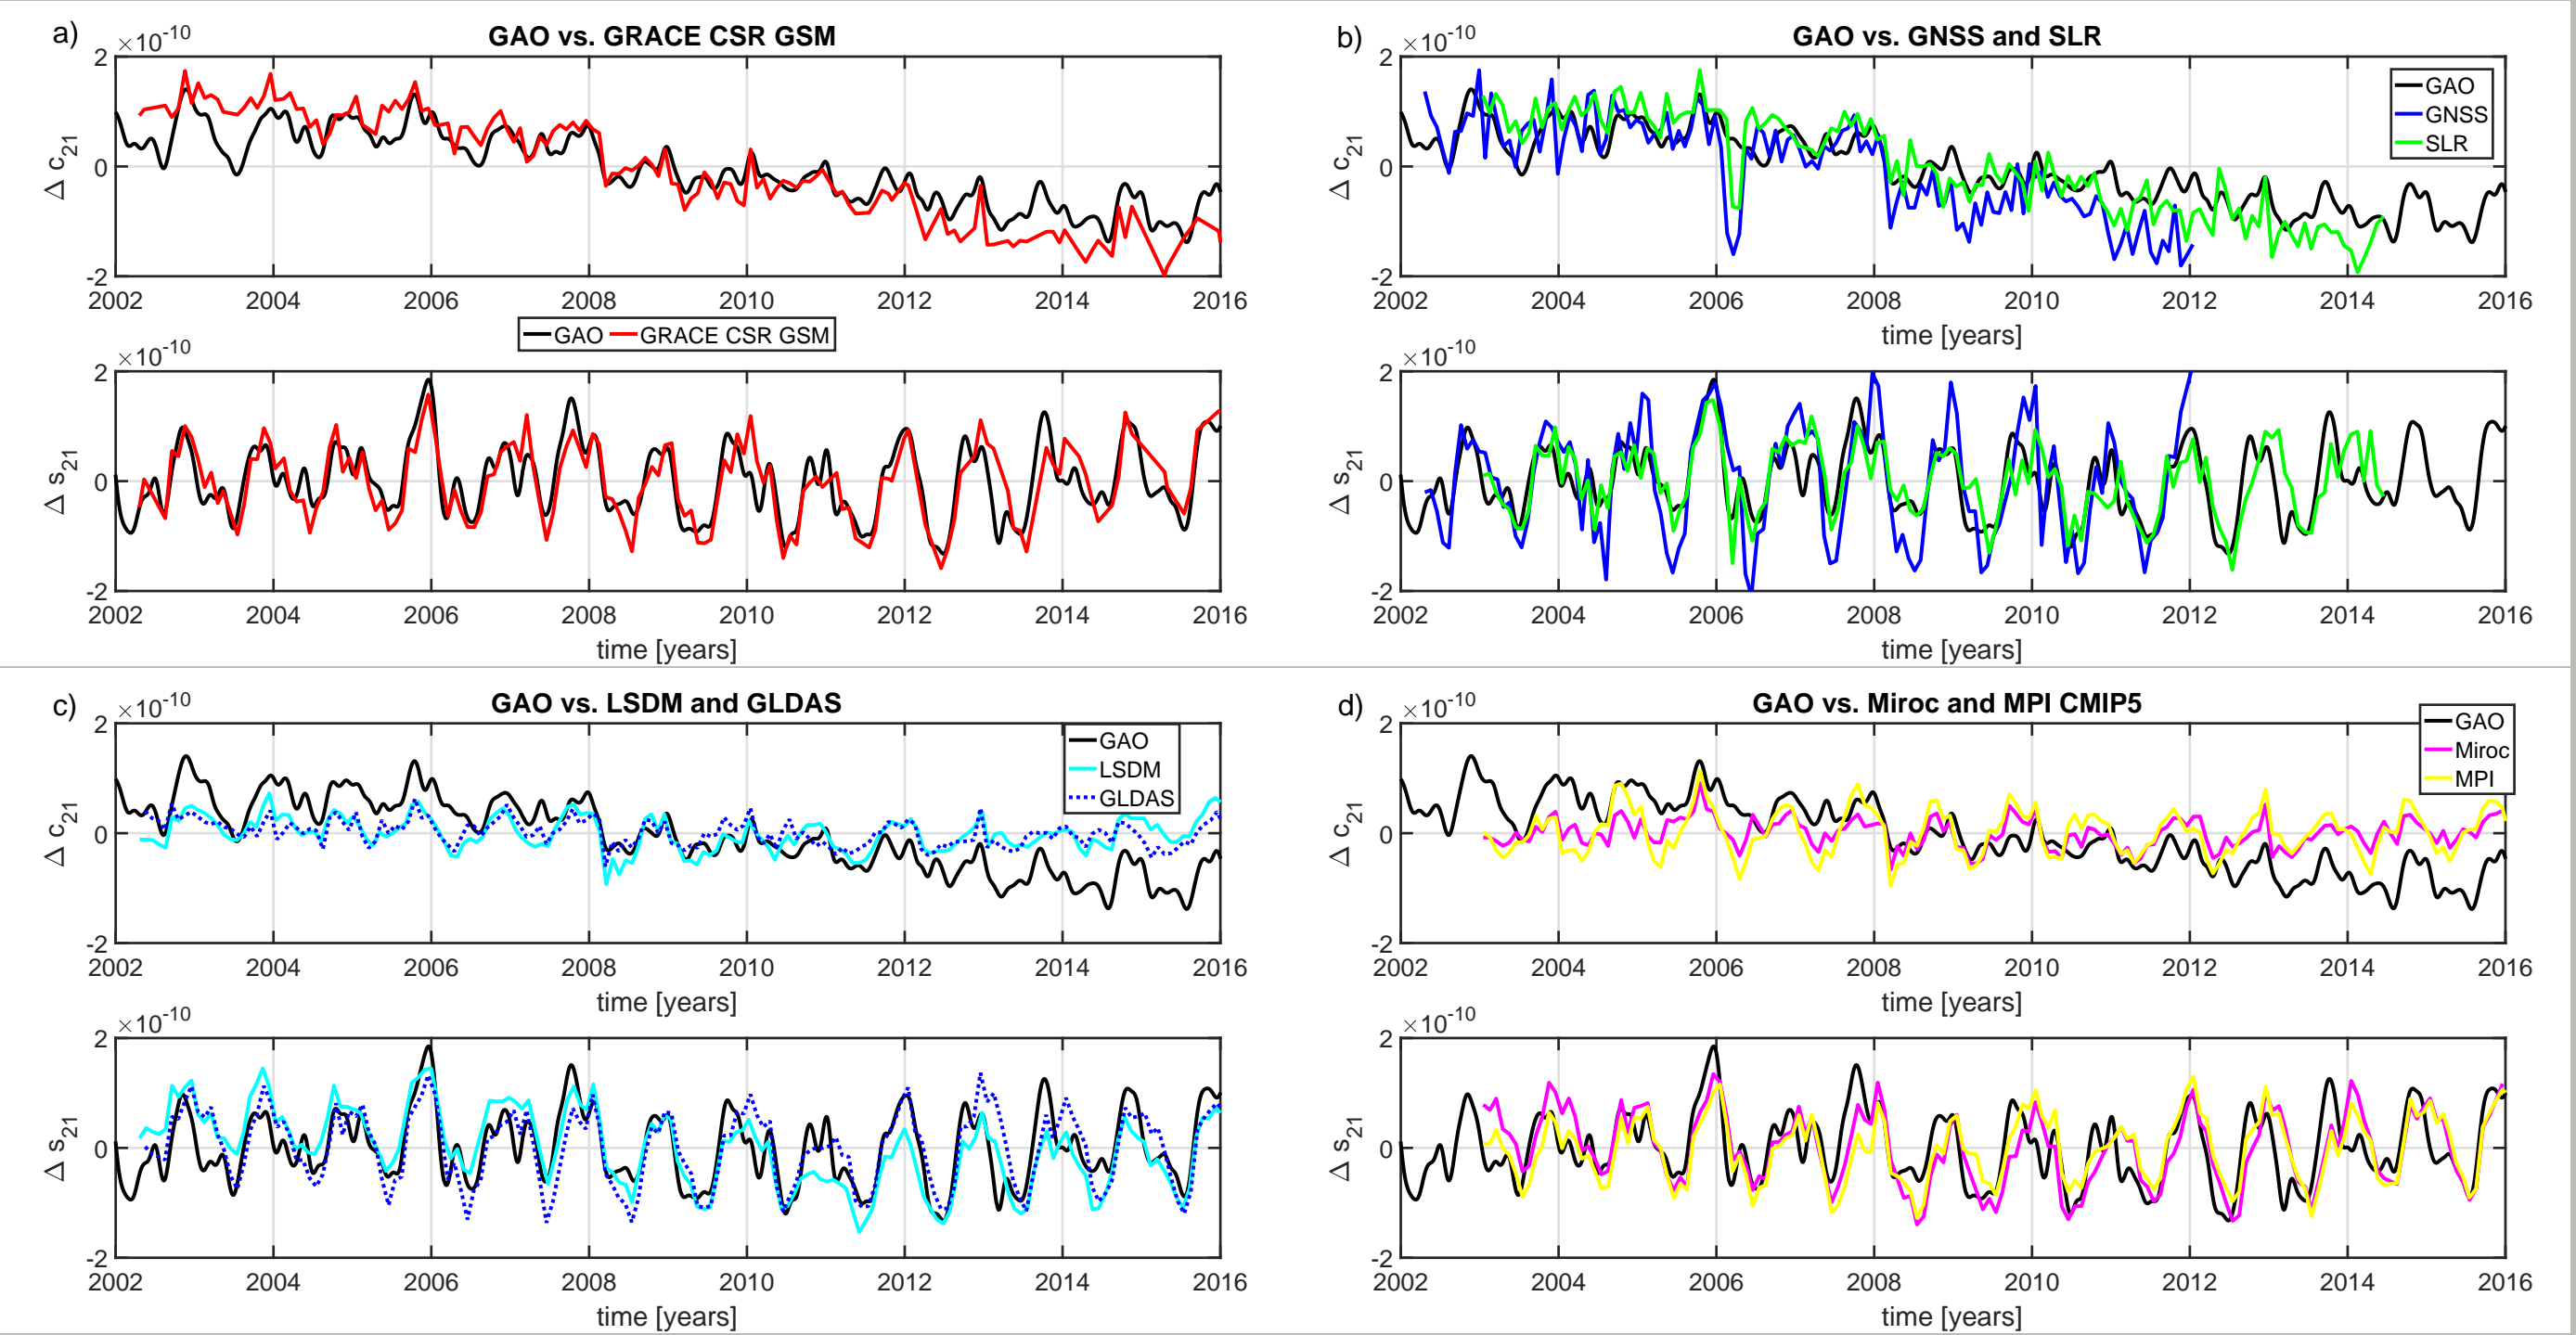 a)
GAO vs. GRACE CSR GSM
×10-10
2
0
-2
Δ c21
2002 2004 2006 2008 2010 2012 2014 2016
GAO GRACE CSR GSM
×10-10
2
0
-2
Δ s21
2002 2004 2006 2008 2010 2012 2014 2016
time [years]
b)
GAO vs. GNSS and SLR
×10-10
2
0
-2
Δ c21
GAO
GNSS
SLR
2002 2004 2006 2008 2010 2012 2014 2016
time [years]
×10-10
2
0
-2
Δ s21
2002 2004 2006 2008 2010 2012 2014 2016
time [years]
c)
GAO vs. LSDM and GLDAS
×10-10
2
0
-2
Δ c21
GAO
LSDM
GLDAS
2002 2004 2006 2008 2010 2012 2014 2016
time [years]
×10-10
2
0
-2
Δ s21
2002 2004 2006 2008 2010 2012 2014 2016
time [years]
d)
GAO vs. Miroc and MPI CMIP5
×10-10
2
0
-2
Δ c21
GAO
Miroc
MPI
2002 2004 2006 2008 2010 2012 2014 2016
time [years]
×10-10
2
0
-2
Δ s21
2002 2004 2006 2008 2010 2012 2014 2016
time [years]